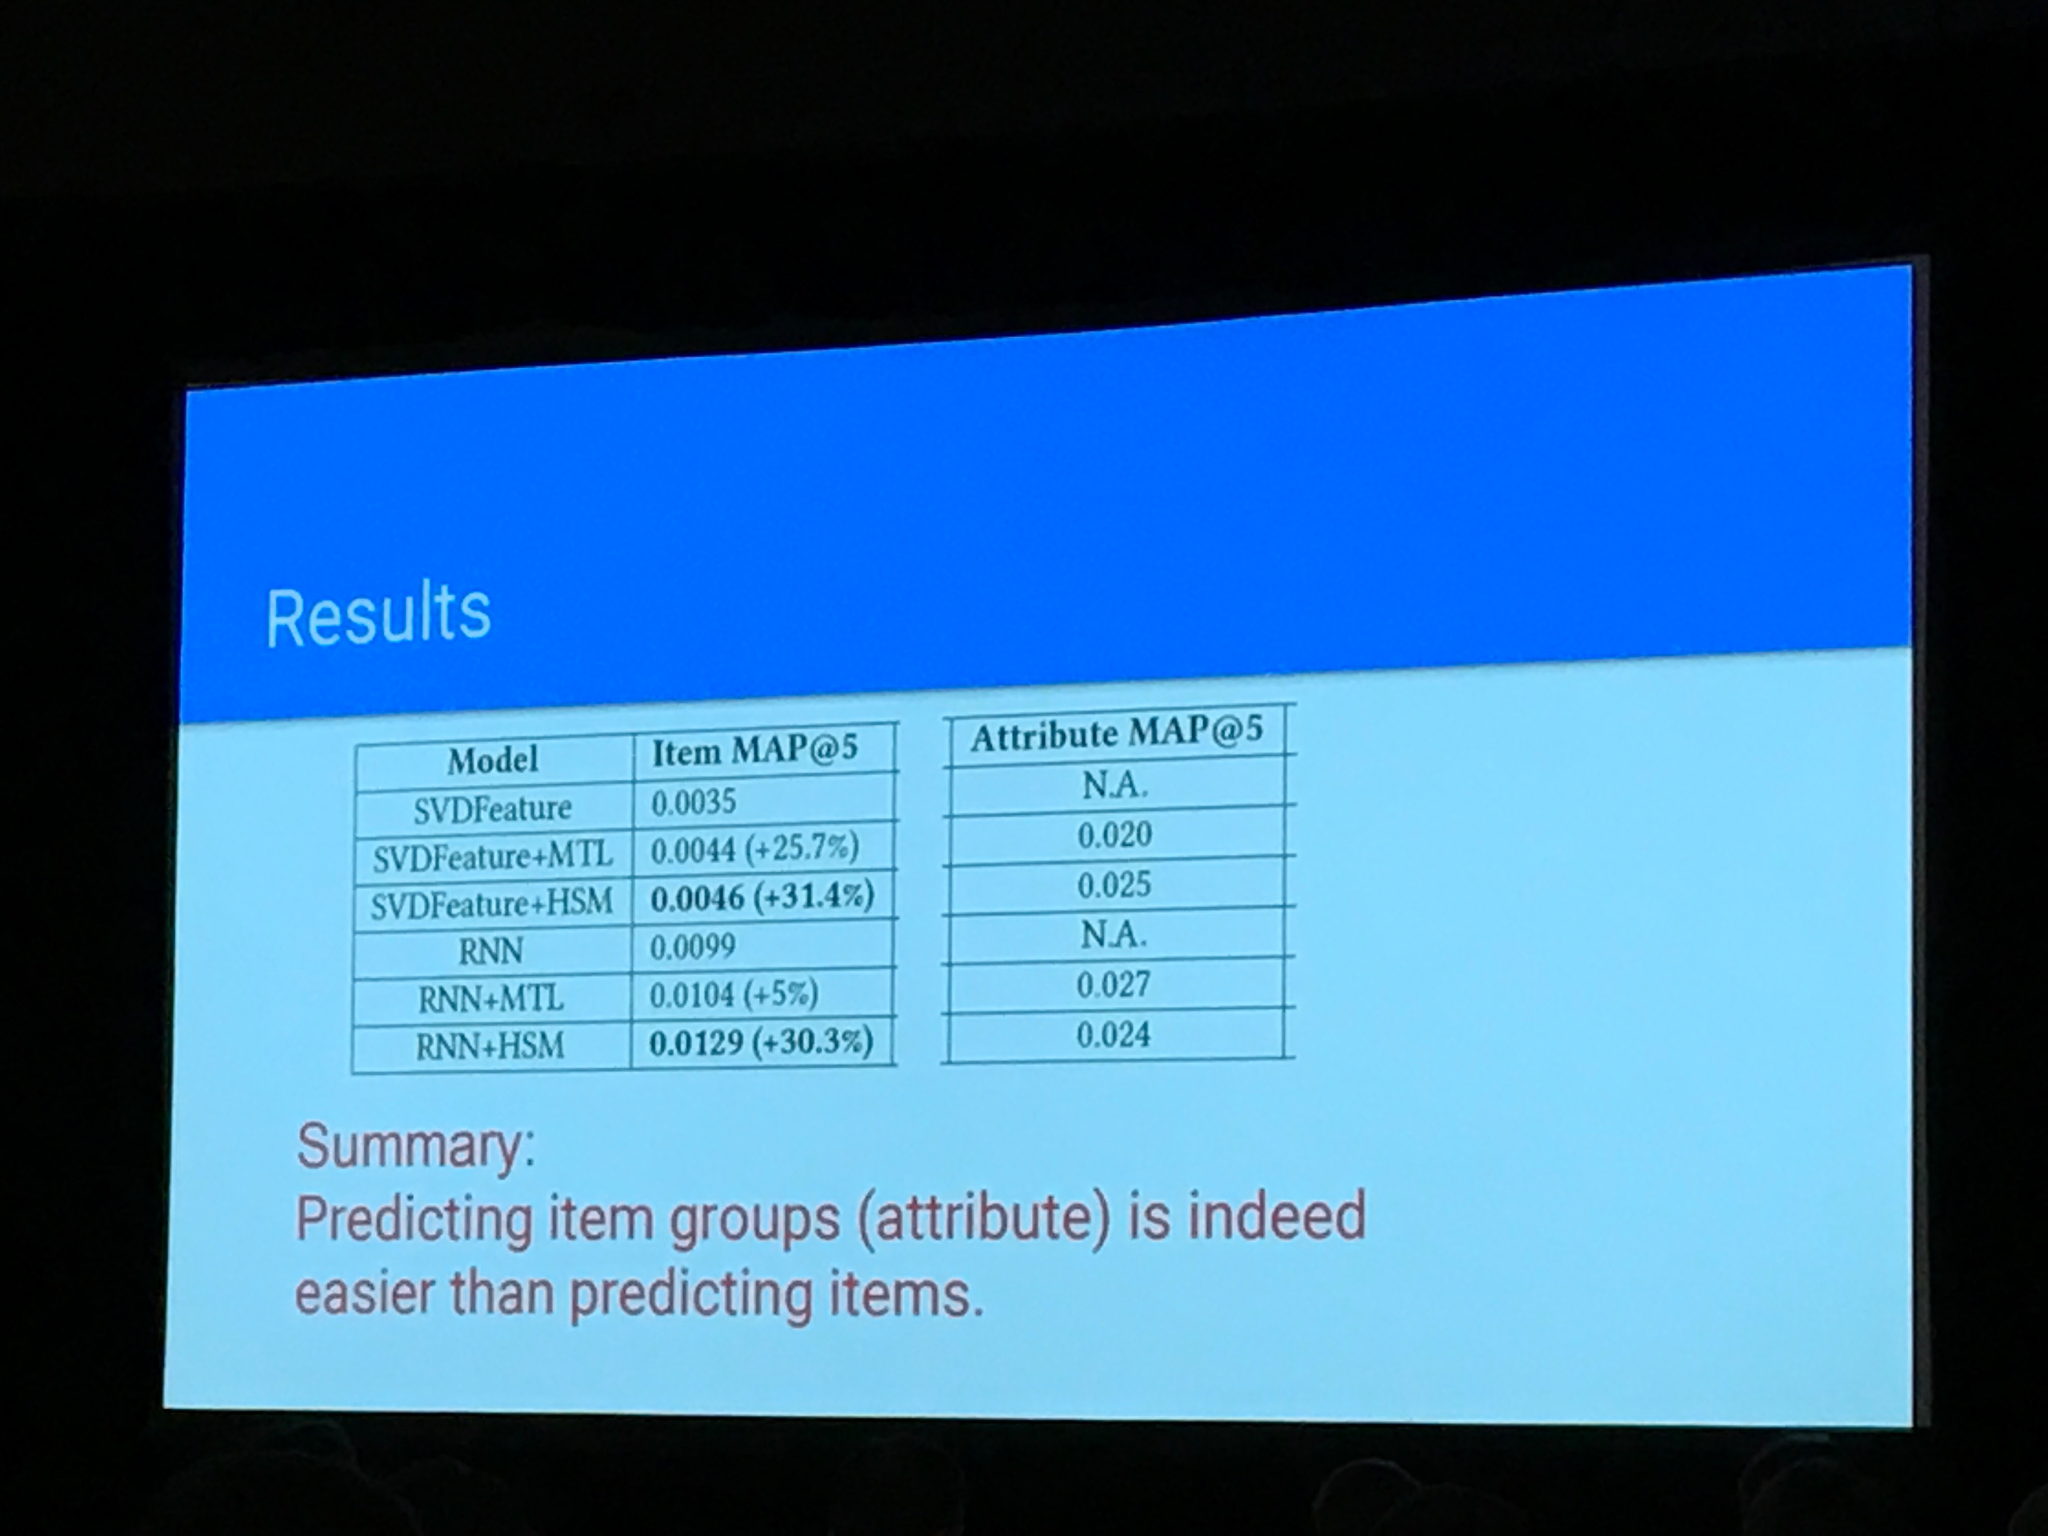 Results
Model Item MAP@5 Attribute MAP@5
SVDFeature 0.0035 N.A.
SVDFeature+MTL 0.0044 (+25.7%) 0.020
SVDFeature+HSM 0.0046 (+31.4%) 0.025
RNN 0.0099 N.A.
RNN+MTL 0.0104 (+5%) 0.027
RNN+HSM 0.0129 (+30.3%) 0.024
Summary:
Predicting item groups (attribute) is indeed
easier than predicting items.